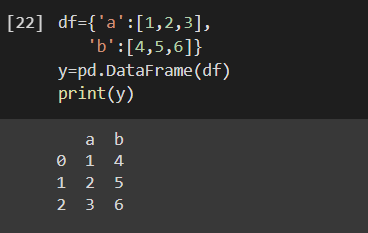 [22] df={'a':[1,2,3],
'b':[4,5,6]}
y=pd.DataFrame(df)
print(y)
a b
0 1 4
1 2 5
2 3 6